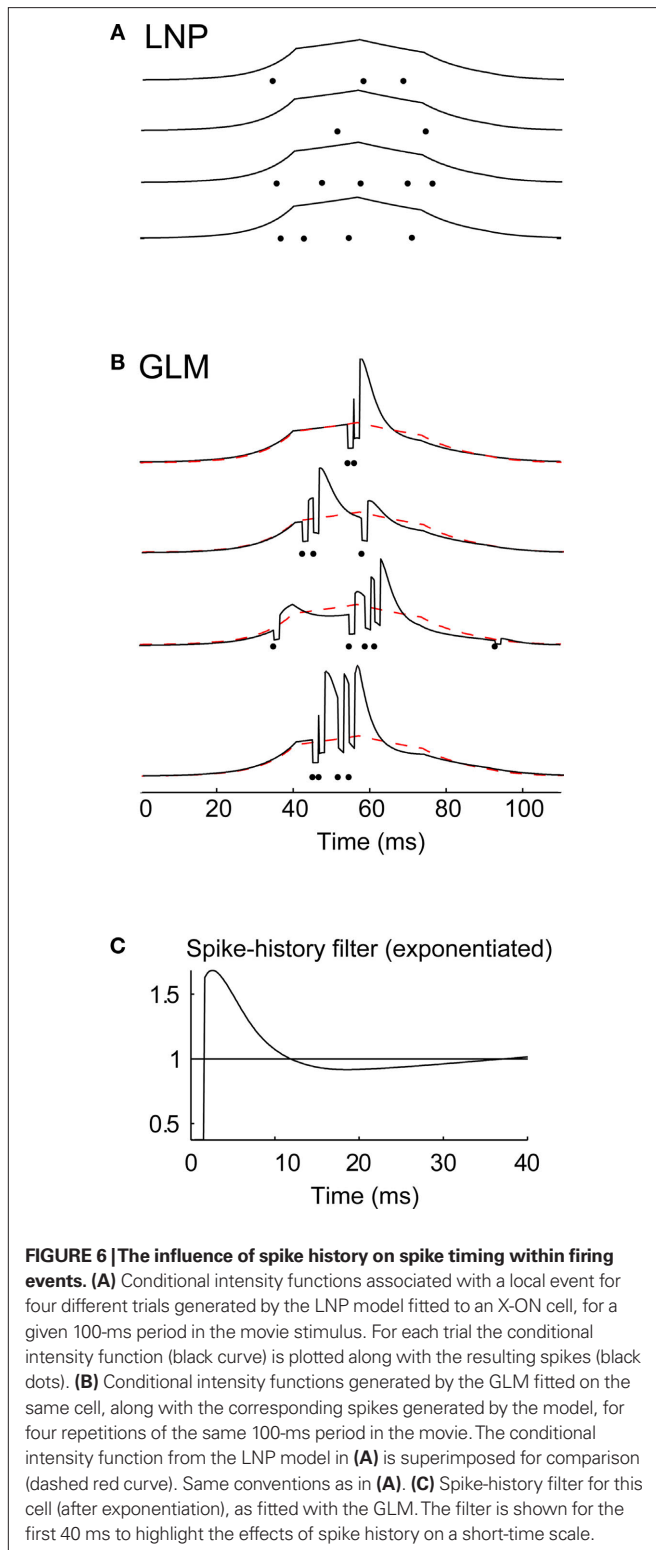 A LNP
B GLM
0 20 40 60 80 100
Time (ms)
C Spike-history filter (exponentiated)
1.5
1
0.5
0 10 20 30 40
Time (ms)
FIGURE 6 | The influence of spike history on spike timing within firing
events. (A) Conditional intensity functions associated with a local event for
four different trials generated by the LNP model fitted to an X-ON cell, for a
given 100-ms period in the movie stimulus. For each trial the conditional
intensity function (black curve) is plotted along with the resulting spikes (black
dots). (B) Conditional intensity functions generated by the GLM fitted on the
same cell, along with the corresponding spikes generated by the model, for
four repetitions of the same 100-ms period in the movie. The conditional
intensity function from the LNP model in (A) is superimposed for comparison
(dashed red curve). Same conventions as in (A). (C) Spike-history filter for this
cell (after exponentiation), as fitted with the GLM. The filter is shown for the
first 40 ms to highlight the effects of spike history on a short-time scale.